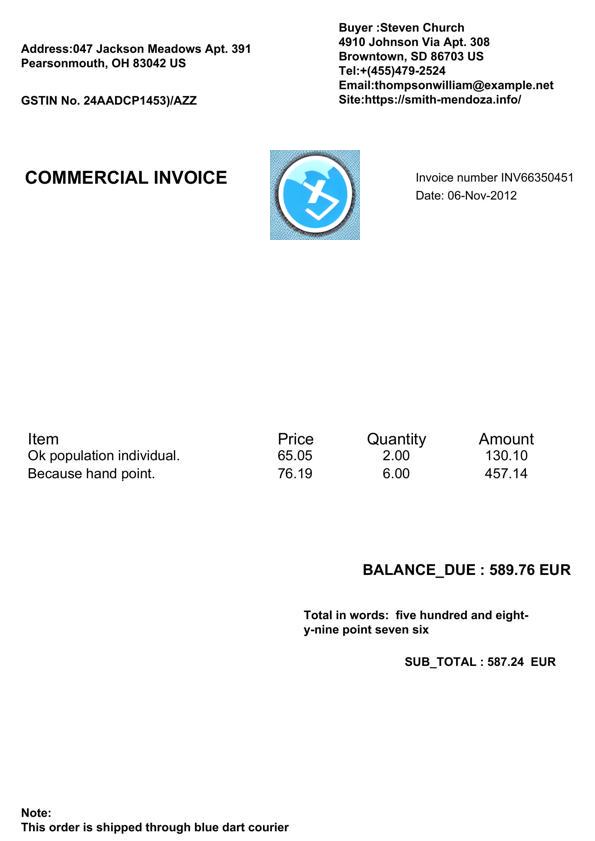 Address:047 Jackson Meadows Apt. 391
Pearsonmouth, OH 83042 US
GSTIN No. 24AADCP1453)/AZZ
Buyer :Steven Church
4910 Johnson Via Apt. 308
Browntown, SD 86703 US
Tel:+(455)479-2524
Email:thompsonwilliam@example.net
Site:https://smith-mendoza.info/
COMMERCIAL INVOICE
Invoice number INV66350451
Date: 06-Nov-2012
Item Price Quantity Amount
Ok population individual. 65.05 2.00 130.10
Because hand point. 76.19 6.00 457.14
BALANCE_DUE : 589.76 EUR
Total in words:  five hundred and eight-
y-nine point seven six
SUB_TOTAL : 587.24  EUR
Note:
This order is shipped through blue dart courier